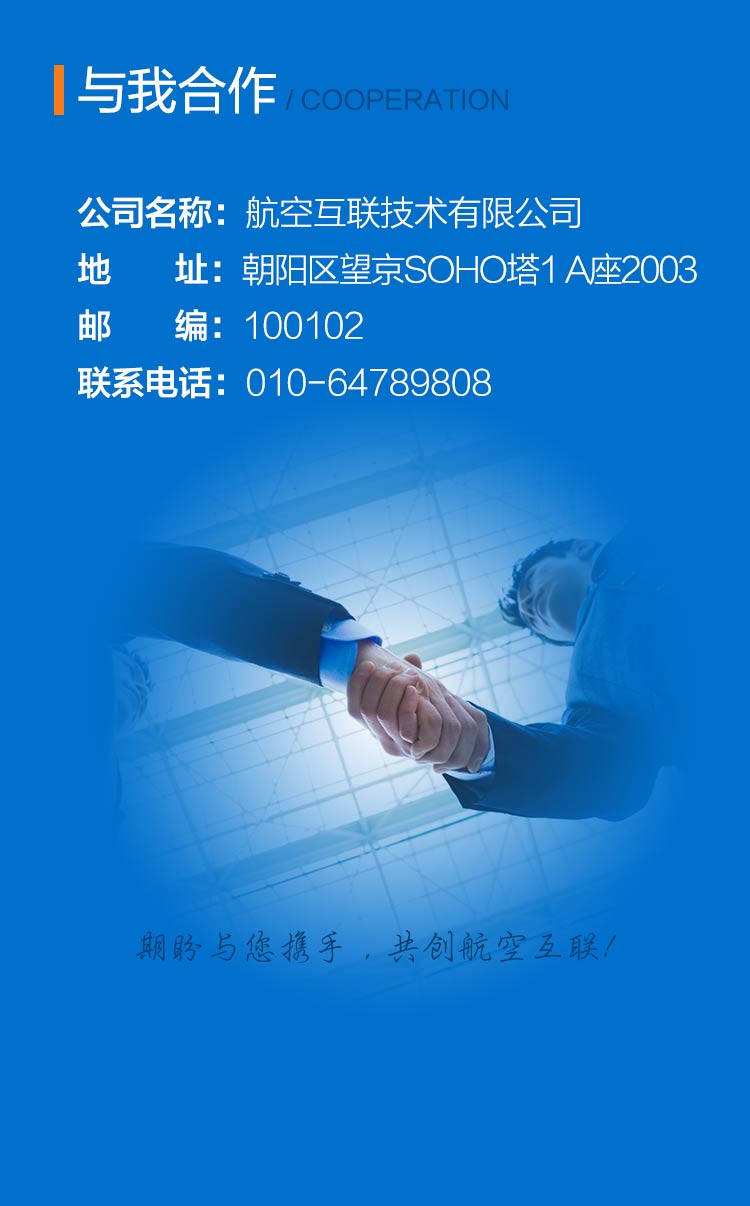 与我合作 / COOPERATION
公司名称：航空互联技术有限公司
地 址：朝阳区望京SOHO塔1 A座2003
邮 编：100102
联系电话：010-64789808
期盼与您携手，共创航空互联!